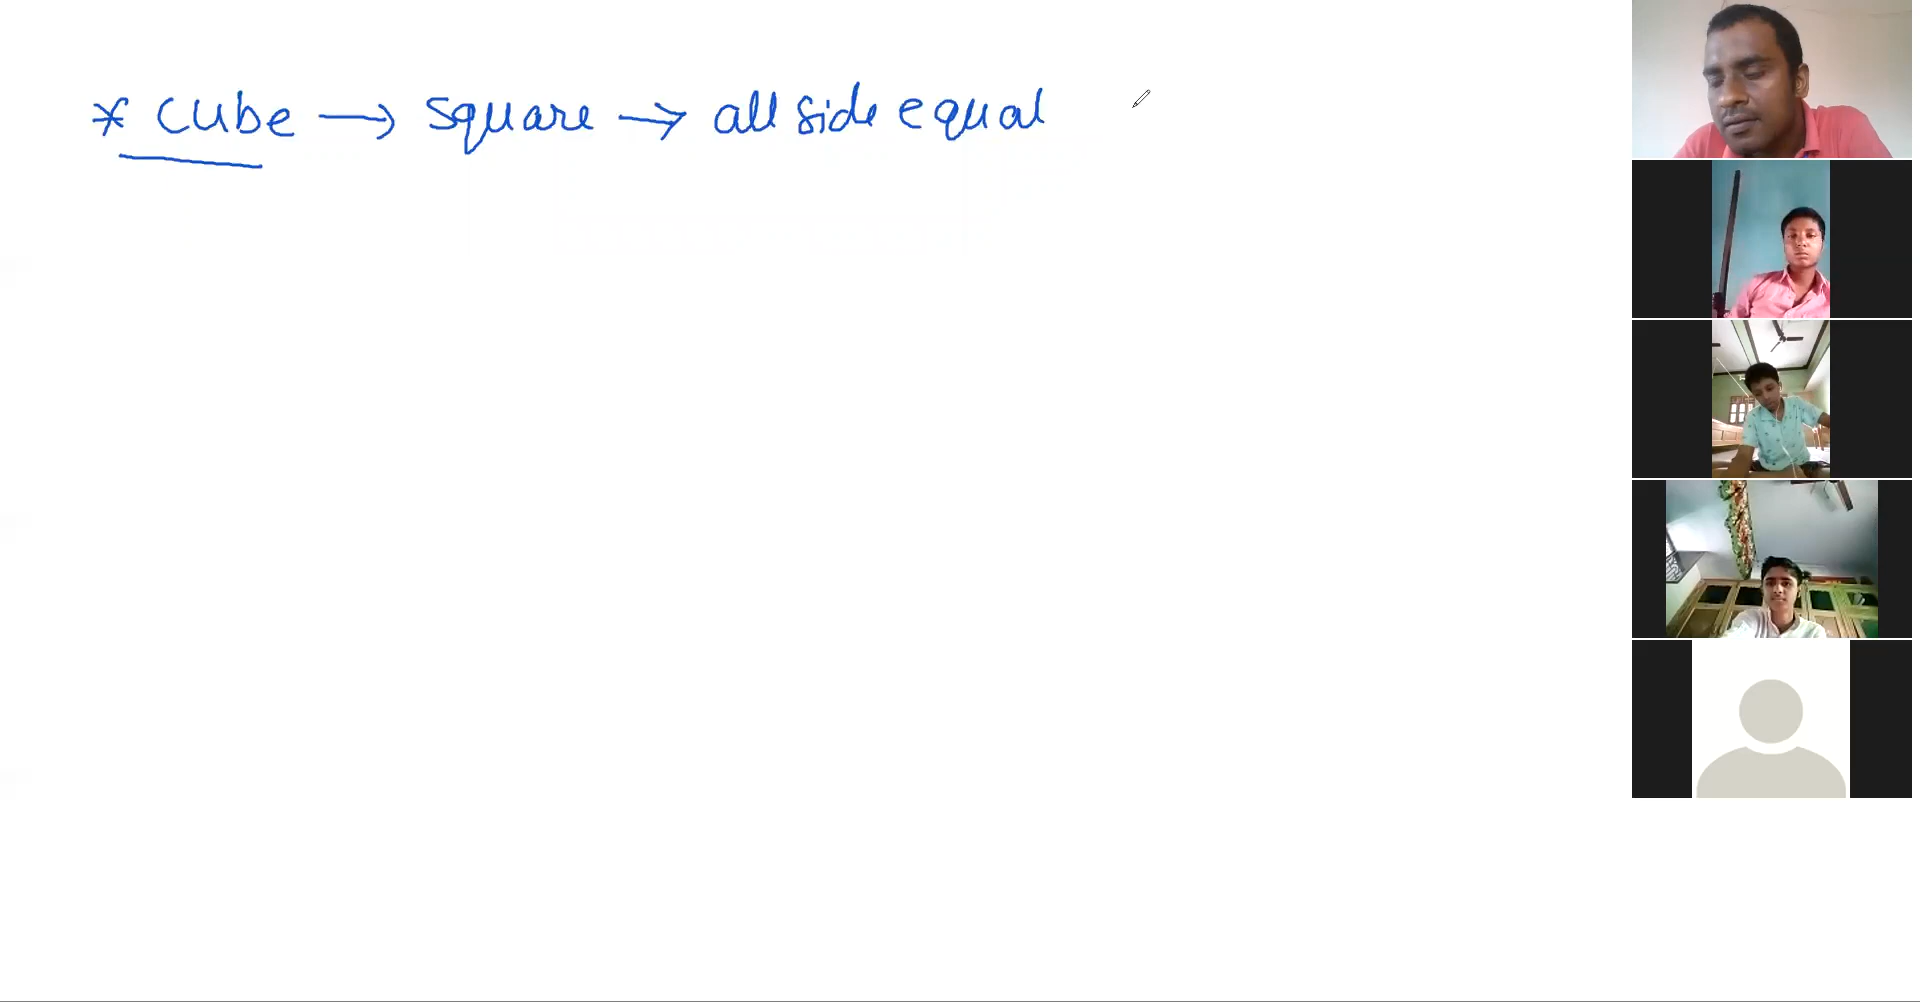 * cube → square → all side equal